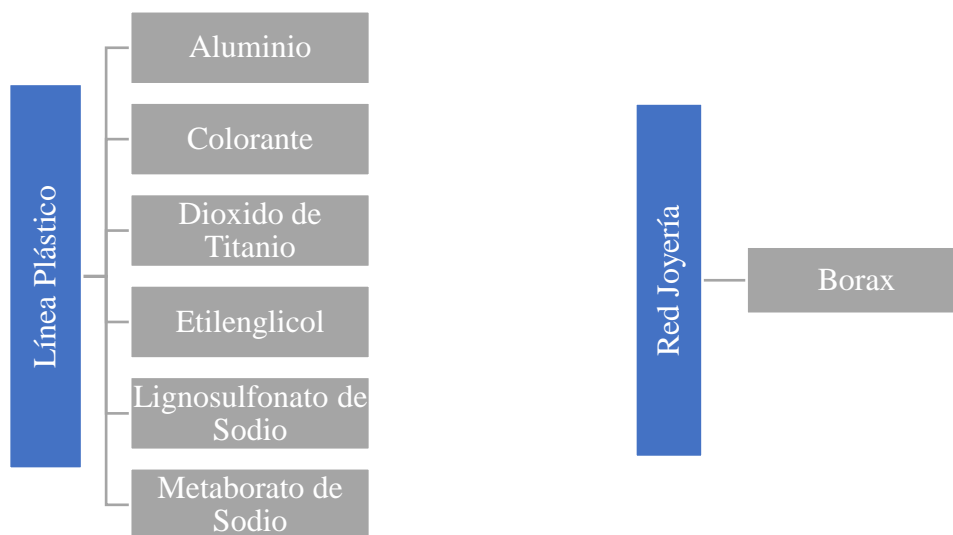 Línea Plástico
Aluminio
Colorante
Dioxido de
Titanio
Etilenglicol
Lignosulfonato de
Sodio
Metaborato de
Sodio
Red Joyería
Borax